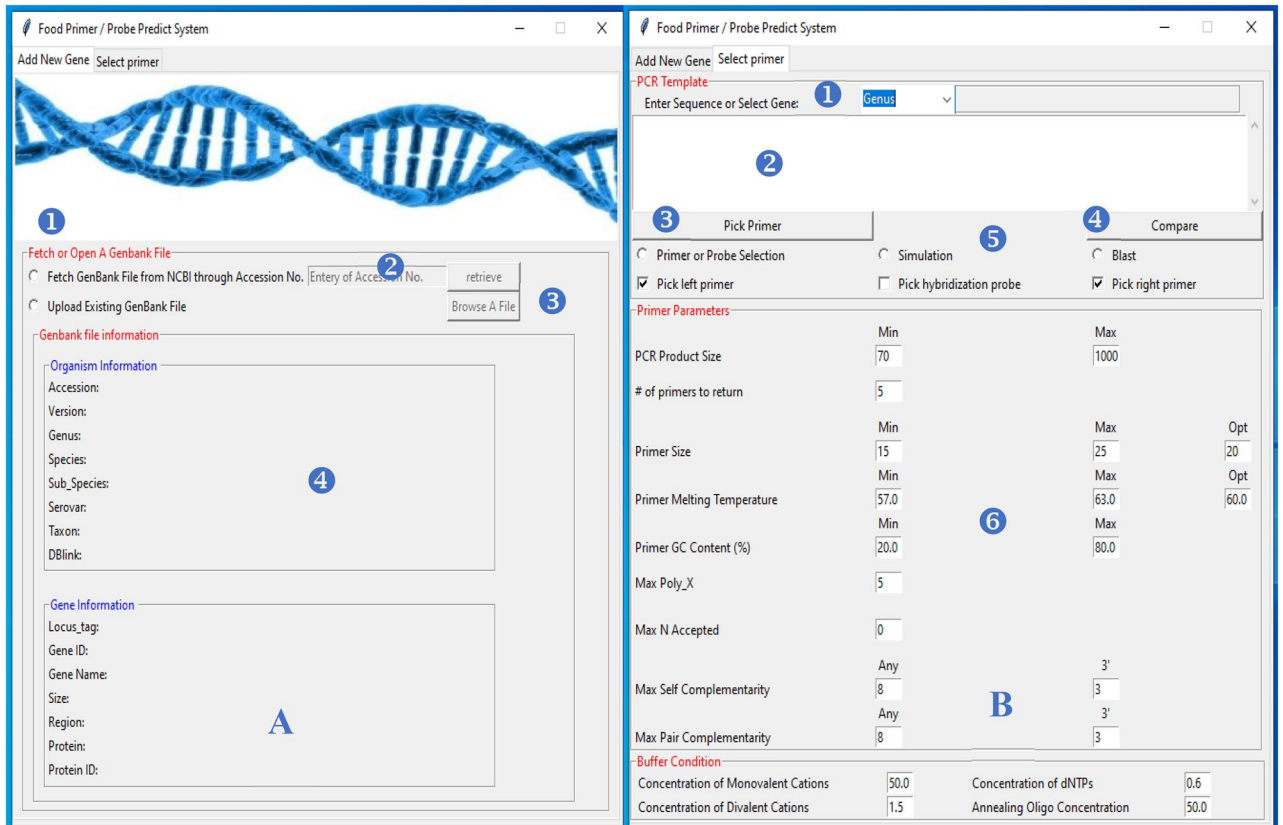 Food Primer / Probe Predict System
Add New Gene Select primer
1
Fetch or Open A Genbank File
Fetch GenBank File from NCBI through Accession No. Entery of Accession No. retrieve
2
Upload Existing GenBank File Browse A File
3
Genbank file information
Organism Information
Accession:
Version:
Genus:
Species:
Sub_Species:
4
Serovar:
Taxon:
DBlink:
Gene Information
Locus_tag:
Gene ID:
Gene Name:
Size:
Region:
A
Protein:
Protein ID:
Food Primer / Probe Predict System
Add New Gene Select primer
PCR Template
Enter Sequence or Select Gene: 1 Genus
2
3 Pick Primer 4 Compare
5
Primer or Probe Selection Simulation Blast
Pick left primer Pick hybridization probe Pick right primer
Primer Parameters
Min Max
PCR Product Size 70 1000
# of primers to return 5
Min Max Opt
Primer Size 15 25 20
Min Max Opt
Primer Melting Temperature 57.0 63.0 60.0
6
Min Max
Primer GC Content (%) 20.0 80.0
Max Poly_X 5
Max N Accepted 0
Any 3'
Max Self Complementarity 8 3
B
Any 3'
Max Pair Complementarity 8 3
Buffer Condition
Concentration of Monovalent Cations 50.0 Concentration of dNTPs 0.6
Concentration of Divalent Cations 1.5 Annealing Oligo Concentration 50.0